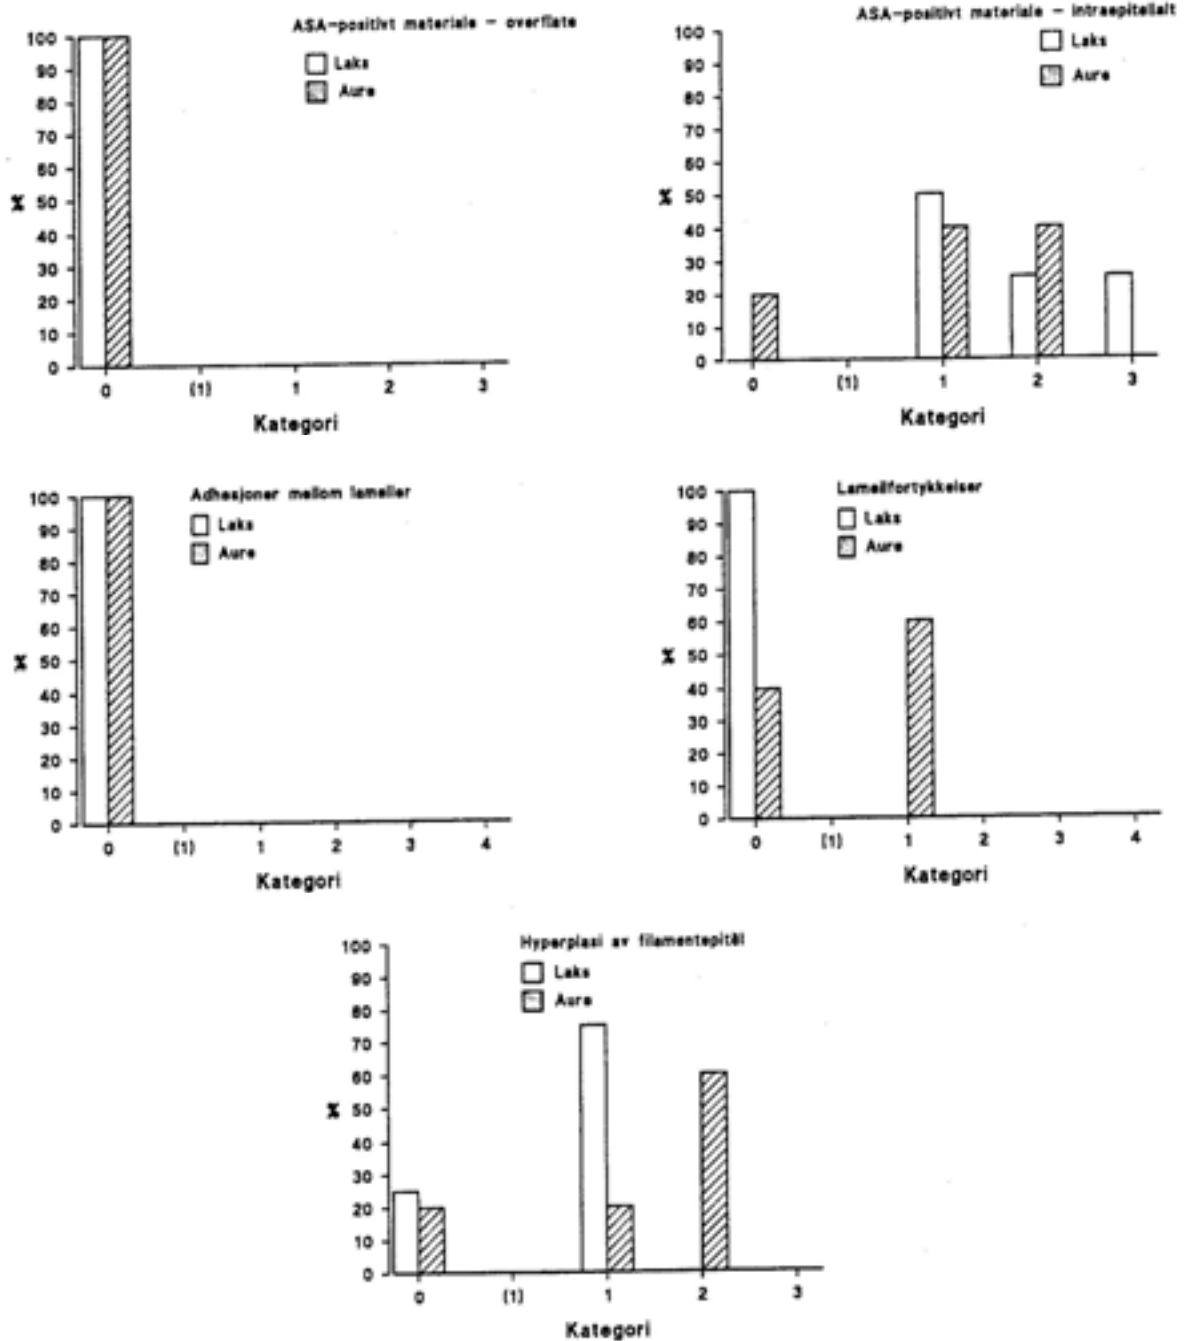 ASA-positivt materiale - overflate
Laks
Aure
100
90
80
70
60
50
40
30
20
10
0
%
0 (1) 1 2 3
Kategori
ASA-positivt materiale - intraepitelialt
Laks
Aure
100
90
80
70
60
50
40
30
20
10
0
%
0 (1) 1 2 3
Kategori
Adhesjoner mellom lameller
Laks
Aure
100
90
80
70
60
50
40
30
20
10
0
%
0 (1) 1 2 3 4
Kategori
Lamellfortykkelser
Laks
Aure
100
90
80
70
60
50
40
30
20
10
0
%
0 (1) 1 2 3 4
Kategori
Hyperplasi av filamentepitel
Laks
Aure
100
90
80
70
60
50
40
30
20
10
0
%
0 (1) 1 2 3
Kategori